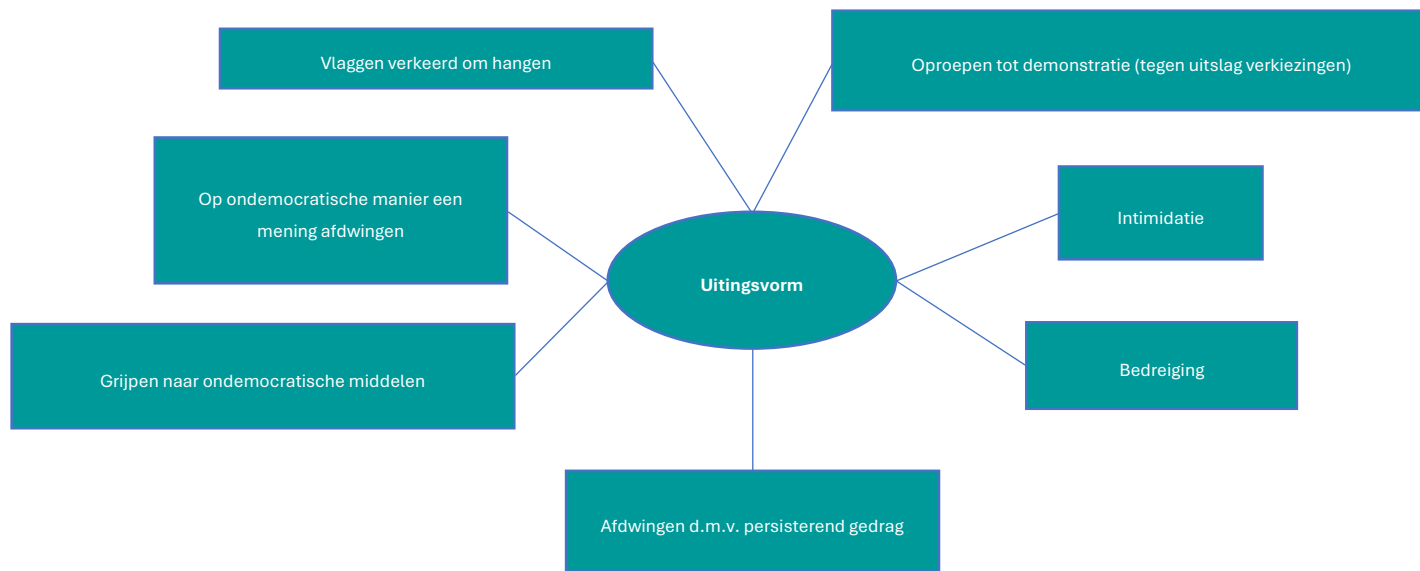 Vlaggen verkeerd om hangen
Oproepen tot demonstratie (tegen uitslag verkiezingen)
Op ondemocratische manier een
mening afdwingen
Intimidatie
Uitingsvorm
Grijpen naar ondemocratische middelen
Bedreiging
Afdwingen d.m.v. persisterend gedrag